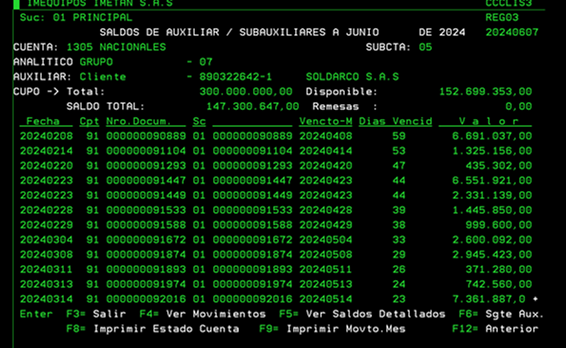 IMEQUIPOS IMETAN S.A.S CCCLIS3
Suc: 01 PRINCIPAL REG03
SALDOS DE AUXILIAR / SUBAUXILIARES A JUNIO DE 2024 20240607
CUENTA: 1305 NACIONALES SUBCTA: 05
ANALITICO GRUPO - 07
AUXILIAR: Cliente - 890322642-1 SOLDARCO S.A.S
CUPO -> Total: 300.000.000,00 Disponible: 152.699.353,00
SALDO TOTAL: 147.300.647,00 Remesas : 0,00
Fecha Cpt Nro.Docum. Sc Vencto-M Dias Vencid V a l o r
20240208 91 000000090889 01 000000090889 20240408 59 6.691.037,00
20240214 91 000000091104 01 000000091104 20240414 53 1.325.156,00
20240220 91 000000091293 01 000000091293 20240420 47 435.302,00
20240223 91 000000091447 01 000000091447 20240423 44 6.551.921,00
20240223 91 000000091449 01 000000091449 20240423 44 2.331.139,00
20240228 91 000000091533 01 000000091533 20240428 39 1.445.850,00
20240229 91 000000091588 01 000000091588 20240429 38 999.600,00
20240304 91 000000091672 01 000000091672 20240504 33 2.600.092,00
20240308 91 000000091874 01 000000091874 20240508 29 2.945.423,00
20240311 91 000000091893 01 000000091893 20240511 26 371.280,00
20240313 91 000000091974 01 000000091974 20240513 24 742.560,00
20240314 91 000000092016 01 000000092016 20240514 23 7.361.887,0 +
Enter F3= Salir F4= Ver Movimientos F5= Ver Saldos Detallados F6= Sgte Aux.
F8= Imprimir Estado Cuenta F9= Imprimir Movto.Mes F12= Anterior